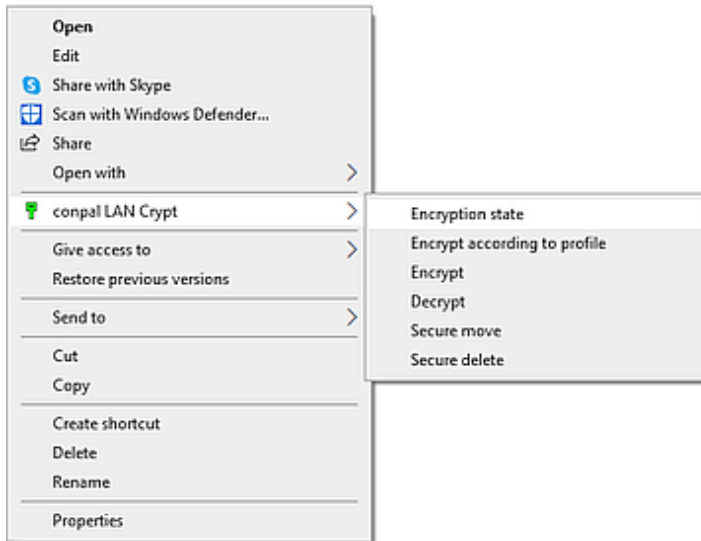 Open
Edit
Share with Skype
Scan with Windows Defender...
Share
Open with
conpal LAN Crypt
Give access to
Restore previous versions
Send to
Cut
Copy
Create shortcut
Delete
Rename
Properties
Encryption state
Encrypt according to profile
Encrypt
Decrypt
Secure move
Secure delete